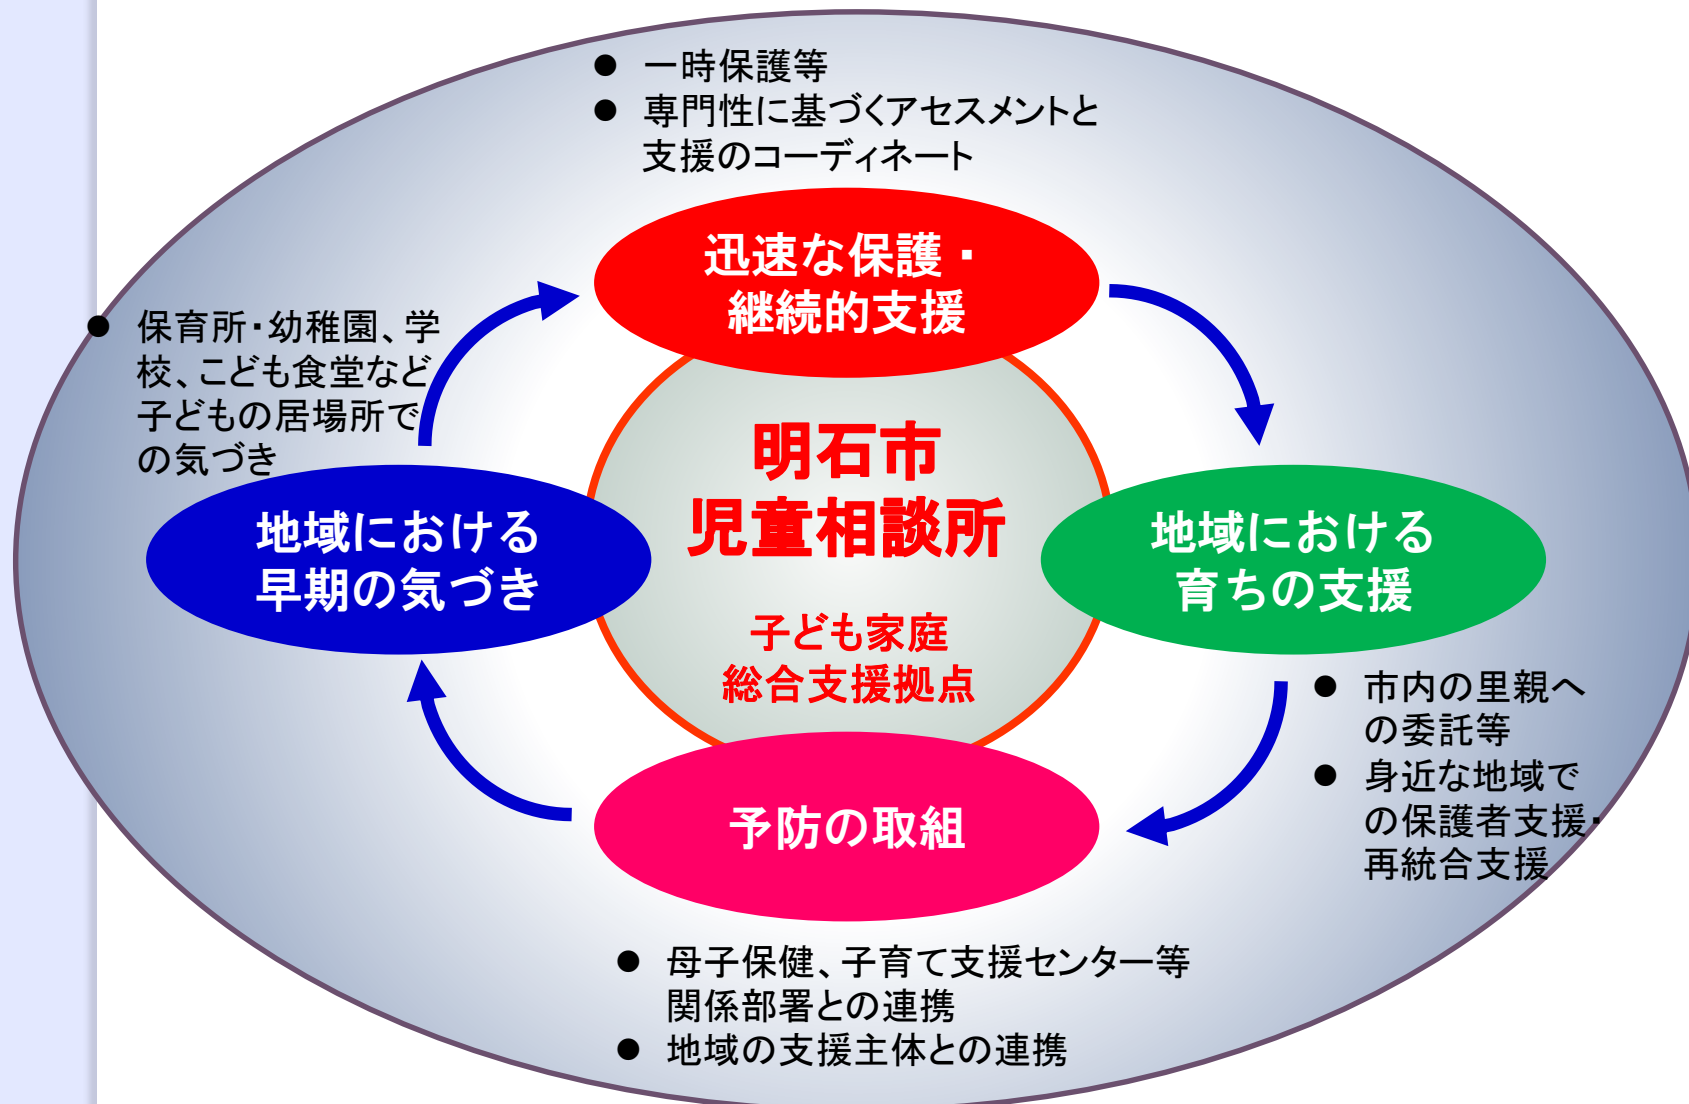 ● 一時保護等
● 専門性に基づくアセスメントと
支援のコーディネート
迅速な保護・
継続的支援
● 保育所・幼稚園、学
校、こども食堂など
子どもの居場所で
の気づき
地域における
早期の気づき
明石市
児童相談所
子ども家庭
総合支援拠点
地域における
育ちの支援
● 市内の里親へ
の委託等
● 身近な地域で
の保護者支援・
再統合支援
予防の取組
● 母子保健、子育て支援センター等
関係部署との連携
● 地域の支援主体との連携